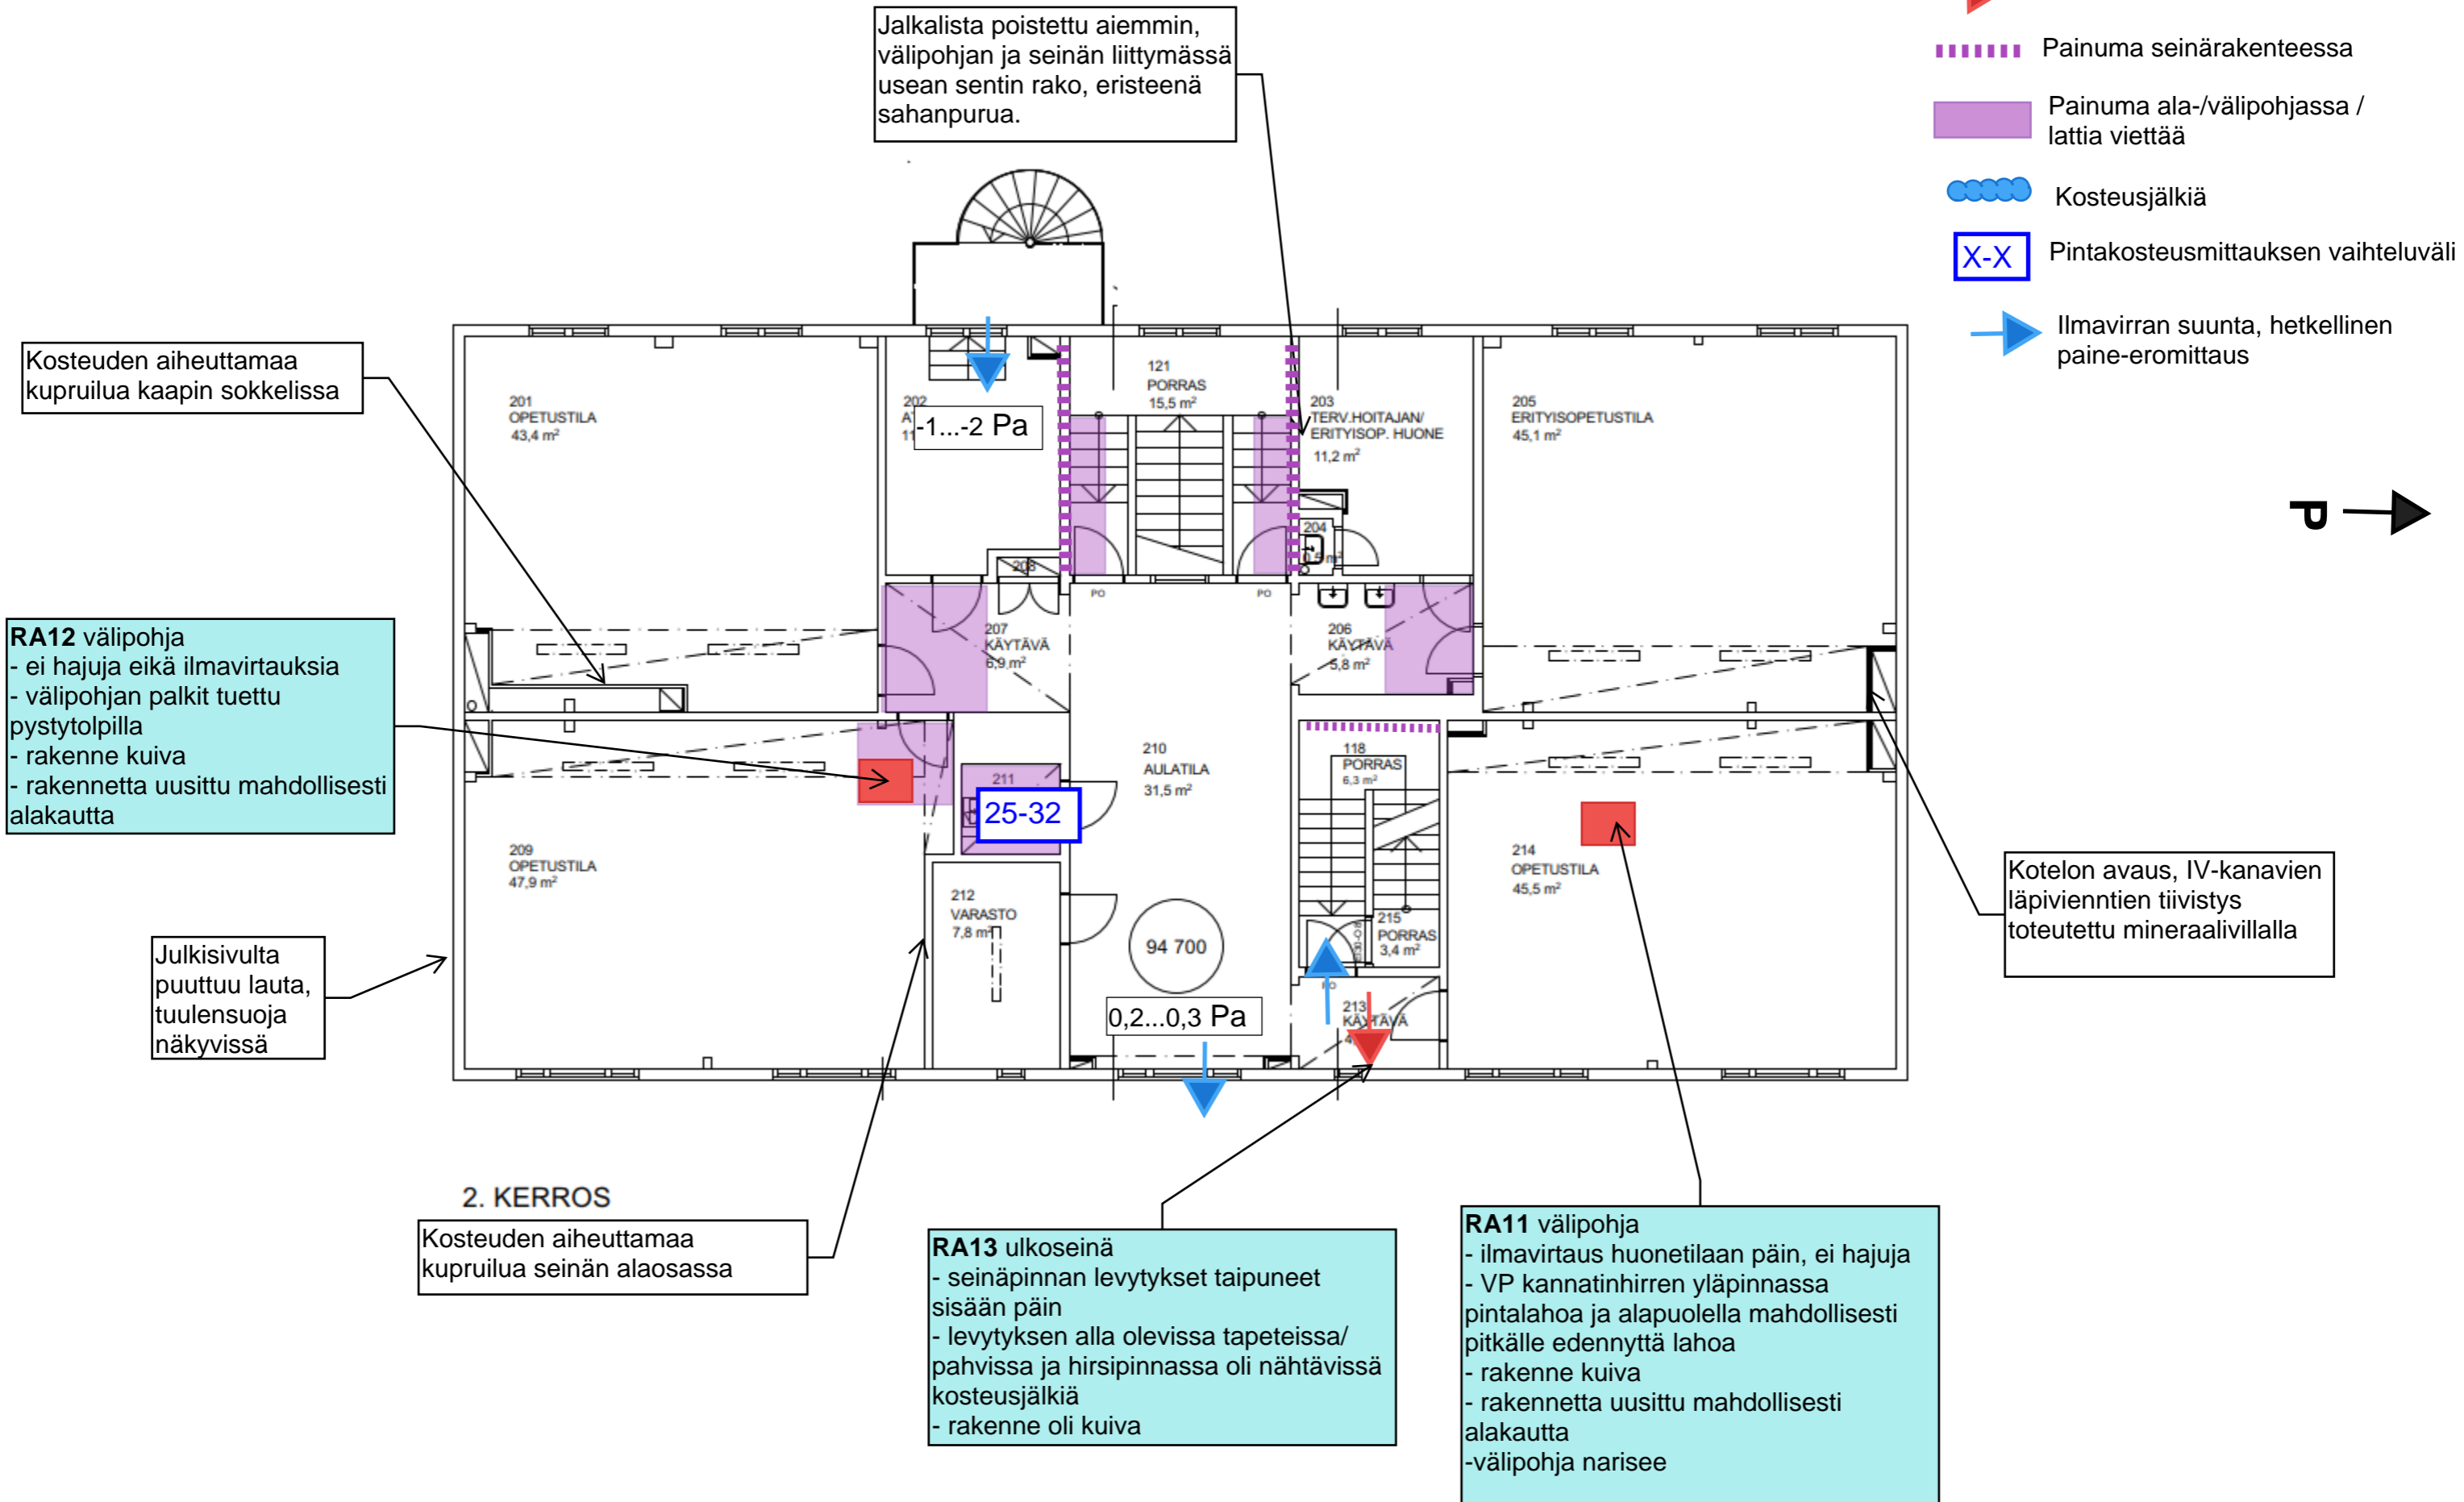 Jalkalista poistettu aiemmin,
välipohjan ja seinän liittymässä
usean sentin rako, eristeenä
sahanpurua.
Painuma seinärakenteessa
Painuma ala-/välipohjassa /
lattia viettää
Kosteusjälkiä
X-X
Pintakosteusmittauksen vaihteluväli
Ilmavirran suunta, hetkellinen
paine-eromittaus
P
Kosteuden aiheuttamaa
kupruilua kaapin sokkelissa
201
OPETUSTILA
43,4 m²
202
-1...-2 Pa
121
PORRAS
15,5 m²
203
TERV.HOITAJAN/
ERITYISOP. HUONE
11,2 m²
205
ERITYISOPETUSTILA
45,1 m²
204
0,5 m²
208
PO
PO
207
KÄYTÄVÄ
6,9 m²
206
KÄYTÄVÄ
5,8 m²
RA12 välipohja
- ei hajuja eikä ilmavirtauksia
- välipohjan palkit tuettu
pystytolpilla
- rakenne kuiva
- rakennetta uusittu mahdollisesti
alakautta
209
OPETUSTILA
47,9 m²
211
25-32
210
AULATILA
31,5 m²
118
PORRAS
6,3 m²
214
OPETUSTILA
45,5 m²
212
VARASTO
7,8 m²
94 700
215
PORRAS
3,4 m²
PO
213
KÄYTÄVÄ
0,2...0,3 Pa
Kotelon avaus, IV-kanavien
läpivienntien tiivistys
toteutettu mineraalivillalla
Julkisivulta
puuttuu lauta,
tuulensuoja
näkyvissä
2. KERROS
Kosteuden aiheuttamaa
kupruilua seinän alaosassa
RA13 ulkoseinä
- seinäpinnan levytykset taipuneet
sisään päin
- levytyksen alla olevissa tapeteissa/
pahvissa ja hirsipinnassa oli nähtävissä
kosteusjälkiä
- rakenne oli kuiva
RA11 välipohja
- ilmavirtaus huonetilaan päin, ei hajuja
- VP kannatinhirren yläpinnassa
pintalahoa ja alapuolella mahdollisesti
pitkälle edennyttä lahoa
- rakenne kuiva
- rakennetta uusittu mahdollisesti
alakautta
-välipohja narisee